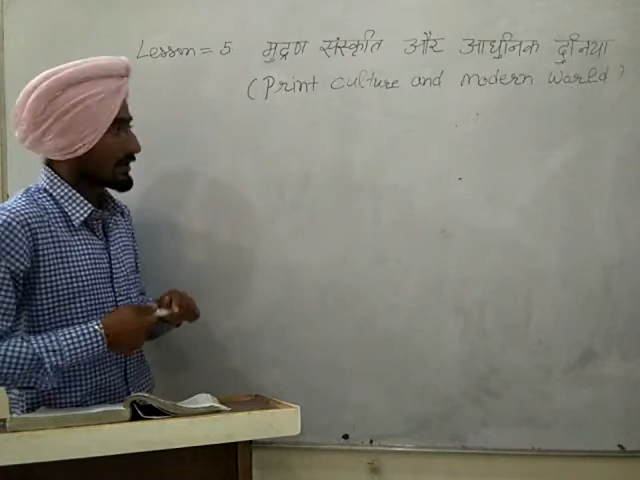 Lesson = 5 मुद्रण संस्कृति और आधुनिक दुनिया
(Print culture and modern World)